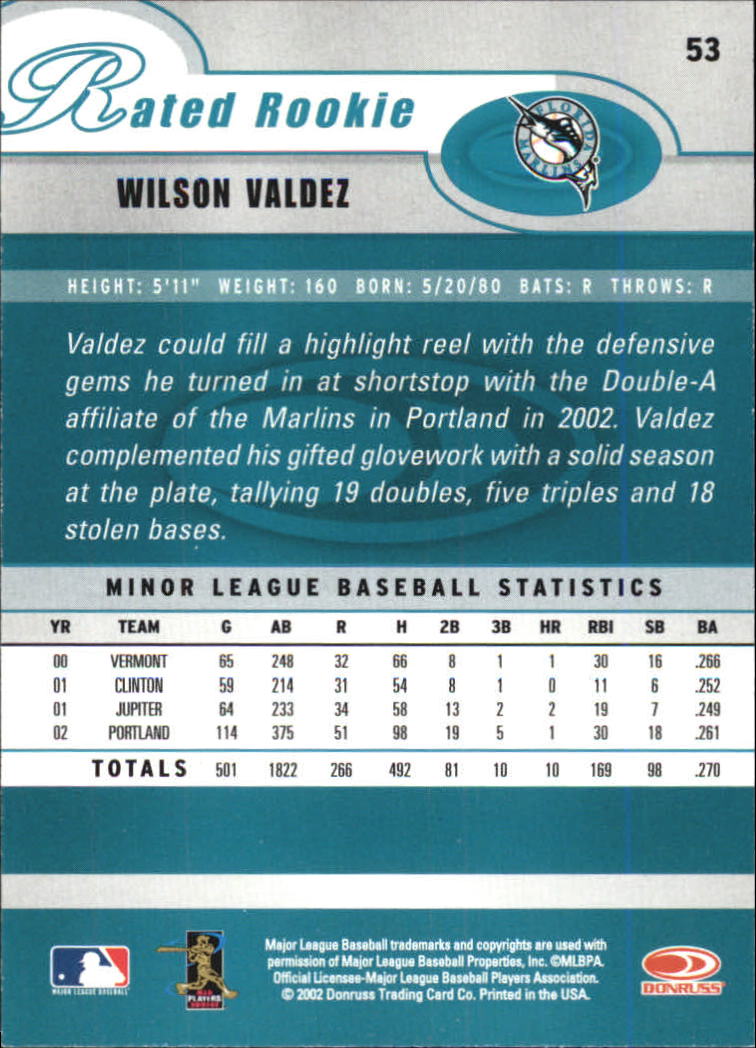 53
Rated Rookie
FLORIDA
MARLINS
WILSON VALDEZ
HEIGHT: 5'11" WEIGHT: 160 BORN: 5/20/80 BATS: R THROWS: R
Valdez could fill a highlight reel with the defensive
gems he turned in at shortstop with the Double-A
affiliate of the Marlins in Portland in 2002. Valdez
complemented his gifted glovework with a solid season
at the plate, tallying 19 doubles, five triples and 18
stolen bases.
MINOR LEAGUE BASEBALL STATISTICS
YR TEAM G AB R H 2B 3B HR RBI SB BA
00 VERMONT 65 248 32 66 8 1 1 30 16 .266
01 CLINTON 59 214 31 54 8 1 0 11 6 .252
01 JUPITER 64 233 34 58 13 2 2 19 7 .249
02 PORTLAND 114 375 51 98 19 5 1 30 18 .261
TOTALS 501 1822 266 492 81 10 10 169 98 .270
MAJOR LEAGUE BASEBALL
MLB PLAYERS CHOICE
Major League Baseball trademarks and copyrights are used with
permission of Major League Baseball Properties, Inc. ©MLBPA
Official Licensee-Major League Baseball Players Association.
© 2002 Donruss Trading Card Co. Printed in the USA.
DONRUSS